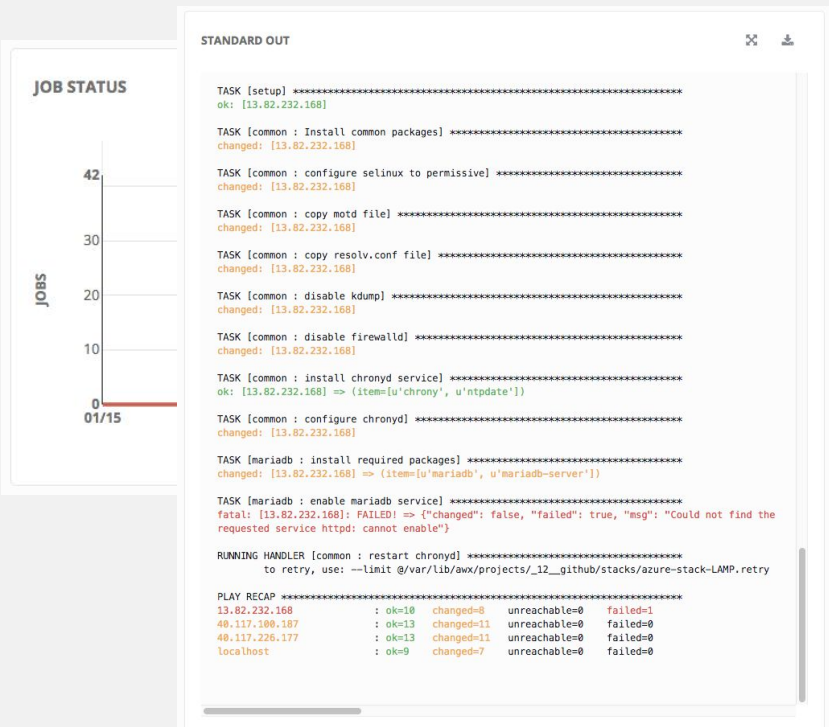 STANDARD OUT
JOB STATUS
42
30
20
10
0
01/15
JOBS
TASK [setup] *******************************************************************
ok: [13.82.232.168]
TASK [common : Install common packages] ****************************************
changed: [13.82.232.168]
TASK [common : configure selinux to permissive] ********************************
changed: [13.82.232.168]
TASK [common : copy motd file] *************************************************
changed: [13.82.232.168]
TASK [common : copy resolv.conf file] ******************************************
changed: [13.82.232.168]
TASK [common : disable kdump] **************************************************
changed: [13.82.232.168]
TASK [common : disable firewalld] **********************************************
changed: [13.82.232.168]
TASK [common : install chronyd service] ****************************************
ok: [13.82.232.168] => (item=[u'chrony', u'ntpdate'])
TASK [common : configure chronyd] **********************************************
changed: [13.82.232.168]
TASK [mariadb : install required packages] *************************************
changed: [13.82.232.168] => (item=[u'mariadb', u'mariadb-server'])
TASK [mariadb : enable mariadb service] ****************************************
fatal: [13.82.232.168]: FAILED! => {"changed": false, "failed": true, "msg": "Could not find the
requested service httpd: cannot enable"}
RUNNING HANDLER [common : restart chronyd] *************************************
to retry, use: --limit @/var/lib/awx/projects/_12__github/stacks/azure-stack-LAMP.retry
PLAY RECAP *********************************************************************
13.82.232.168 : ok=10 changed=8 unreachable=0 failed=1
40.117.100.187 : ok=13 changed=11 unreachable=0 failed=0
40.117.226.177 : ok=13 changed=11 unreachable=0 failed=0
localhost : ok=9 changed=7 unreachable=0 failed=0